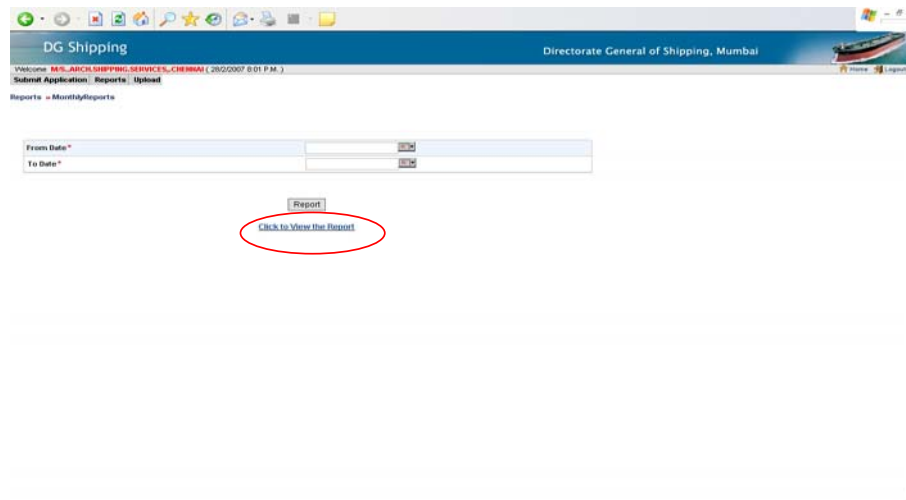 DG Shipping
Directorate General of Shipping, Mumbai
Welcome M/S.,ARCH.SHIPPING.SERVICES,,CHENNAI ( 28/2/2007 8:01 P.M. )
Home Logout
Submit Application Reports Upload
Reports » MonthlyReports
From Date *
To Date *
Report
Click to View the Report